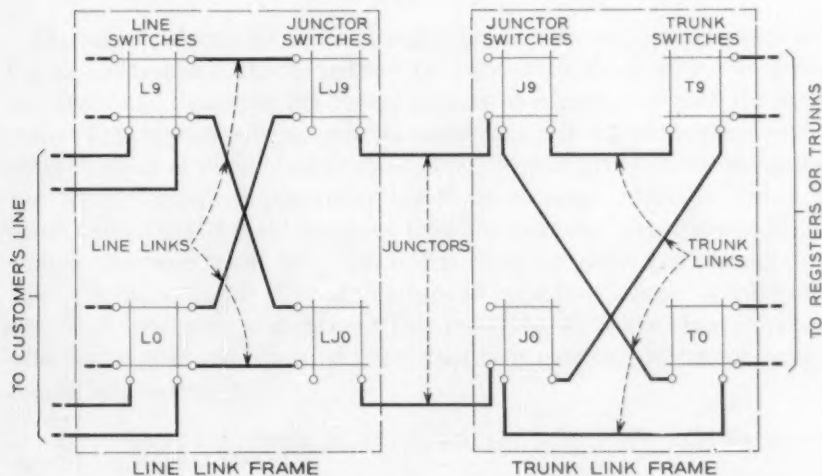 LINE
SWITCHES
JUNCTOR
SWITCHES
JUNCTOR
SWITCHES
TRUNK
SWITCHES
L9
LJ9
J9
T9
LINE LINKS
JUNCTORS
TRUNK
LINKS
L0
LJ0
J0
T0
TO CUSTOMER'S LINE
TO REGISTERS OR TRUNKS
LINE LINK FRAME
TRUNK LINK FRAME